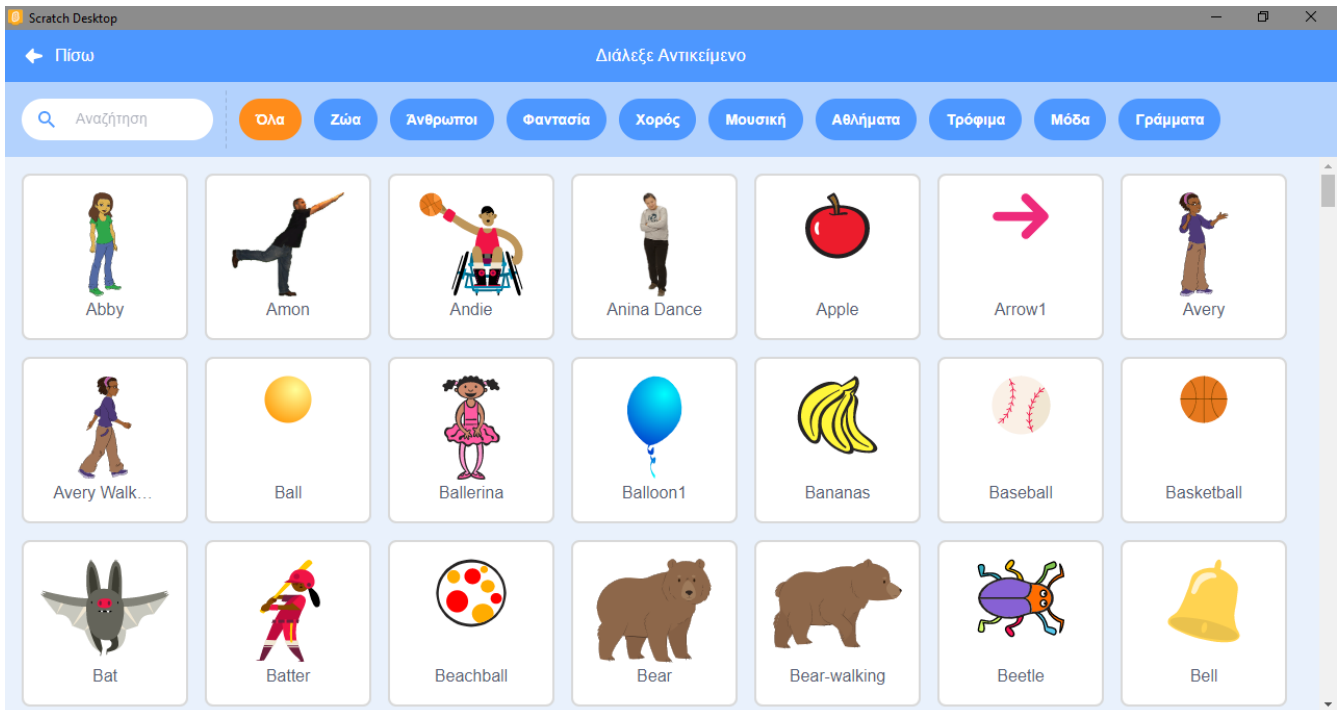 Scratch Desktop
Πίσω
Διάλεξε Αντικείμενο
Αναζήτηση
Όλα Ζώα Άνθρωποι Φαντασία Χορός Μουσική Αθλήματα Τρόφιμα Μόδα Γράμματα
Abby Amon Andie Anina Dance Apple Arrow1 Avery
Avery Walk... Ball Ballerina Balloon1 Bananas Baseball Basketball
Bat Batter Beachball Bear Bear-walking Beetle Bell